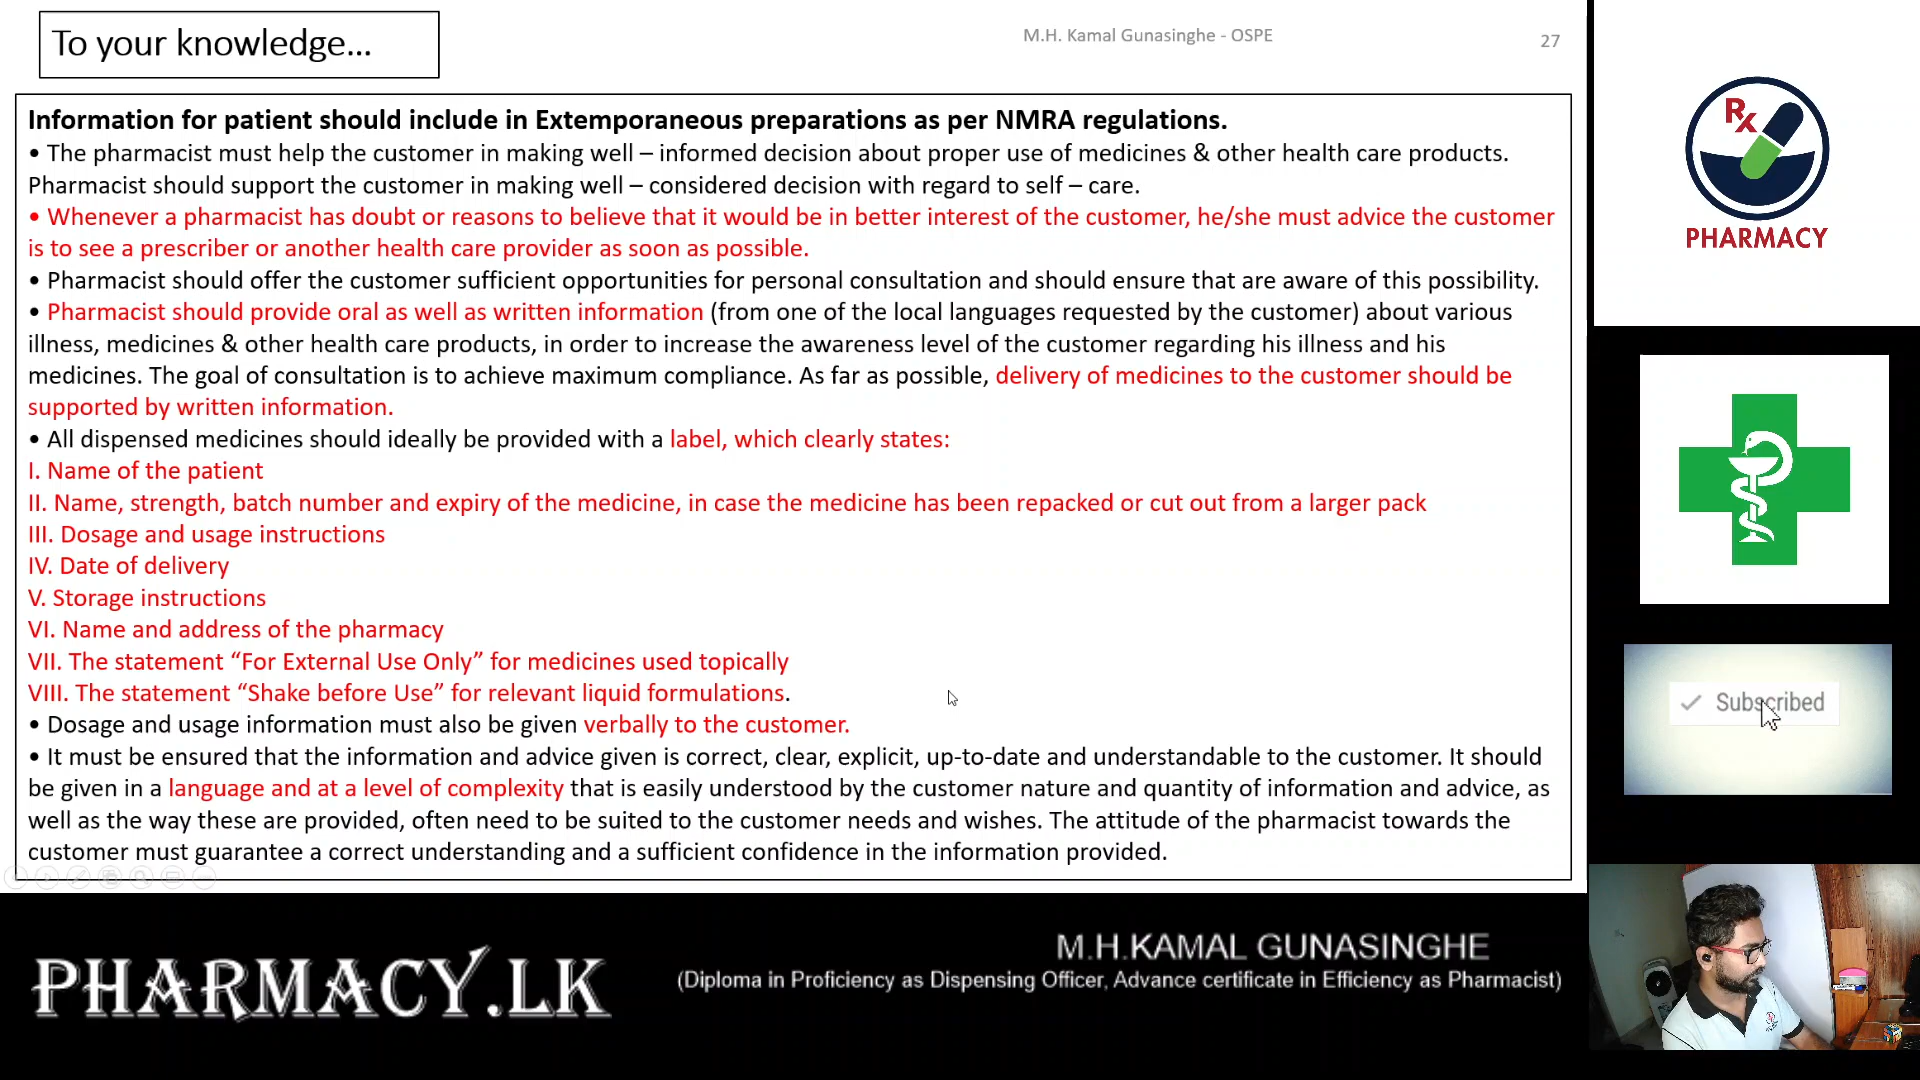 To your knowledge...
M.H. Kamal Gunasinghe - OSPE
27
Information for patient should include in Extemporaneous preparations as per NMRA regulations.
• The pharmacist must help the customer in making well – informed decision about proper use of medicines & other health care products.
Pharmacist should support the customer in making well – considered decision with regard to self – care.
• Whenever a pharmacist has doubt or reasons to believe that it would be in better interest of the customer, he/she must advice the customer
is to see a prescriber or another health care provider as soon as possible.
• Pharmacist should offer the customer sufficient opportunities for personal consultation and should ensure that are aware of this possibility.
• Pharmacist should provide oral as well as written information (from one of the local languages requested by the customer) about various
illness, medicines & other health care products, in order to increase the awareness level of the customer regarding his illness and his
medicines. The goal of consultation is to achieve maximum compliance. As far as possible, delivery of medicines to the customer should be
supported by written information.
• All dispensed medicines should ideally be provided with a label, which clearly states:
I. Name of the patient
II. Name, strength, batch number and expiry of the medicine, in case the medicine has been repacked or cut out from a larger pack
III. Dosage and usage instructions
IV. Date of delivery
V. Storage instructions
VI. Name and address of the pharmacy
VII. The statement “For External Use Only” for medicines used topically
VIII. The statement “Shake before Use” for relevant liquid formulations.
• Dosage and usage information must also be given verbally to the customer.
• It must be ensured that the information and advice given is correct, clear, explicit, up-to-date and understandable to the customer. It should
be given in a language and at a level of complexity that is easily understood by the customer nature and quantity of information and advice, as
well as the way these are provided, often need to be suited to the customer needs and wishes. The attitude of the pharmacist towards the
customer must guarantee a correct understanding and a sufficient confidence in the information provided.
Rx
PHARMACY
Subscribed
PHARMACY.LK
M.H.KAMAL GUNASINGHE
(Diploma in Proficiency as Dispensing Officer, Advance certificate in Efficiency as Pharmacist)